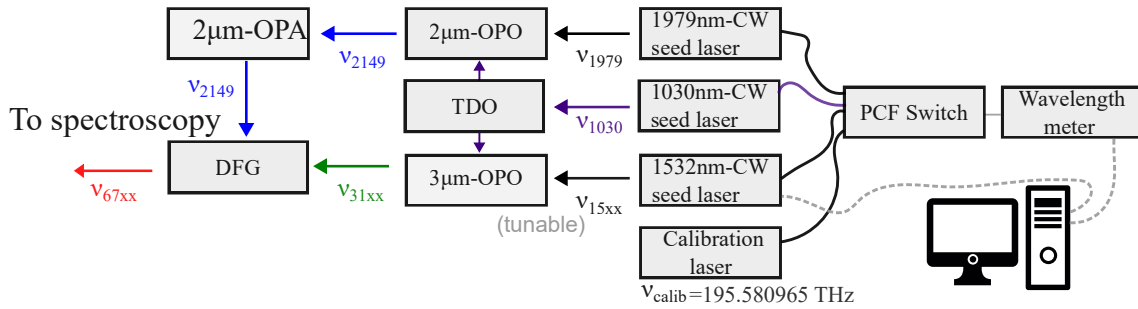 2μm-OPA
ν2149
2μm-OPO
ν1979
1979nm-CW
seed laser
ν2149
TDO
ν1030
1030nm-CW
seed laser
PCF Switch
Wavelength
meter
To spectroscopy
ν67xx
DFG
ν31xx
3μm-OPO
(tunable)
ν15xx
1532nm-CW
seed laser
Calibration
laser
νcalib=195.580965 THz